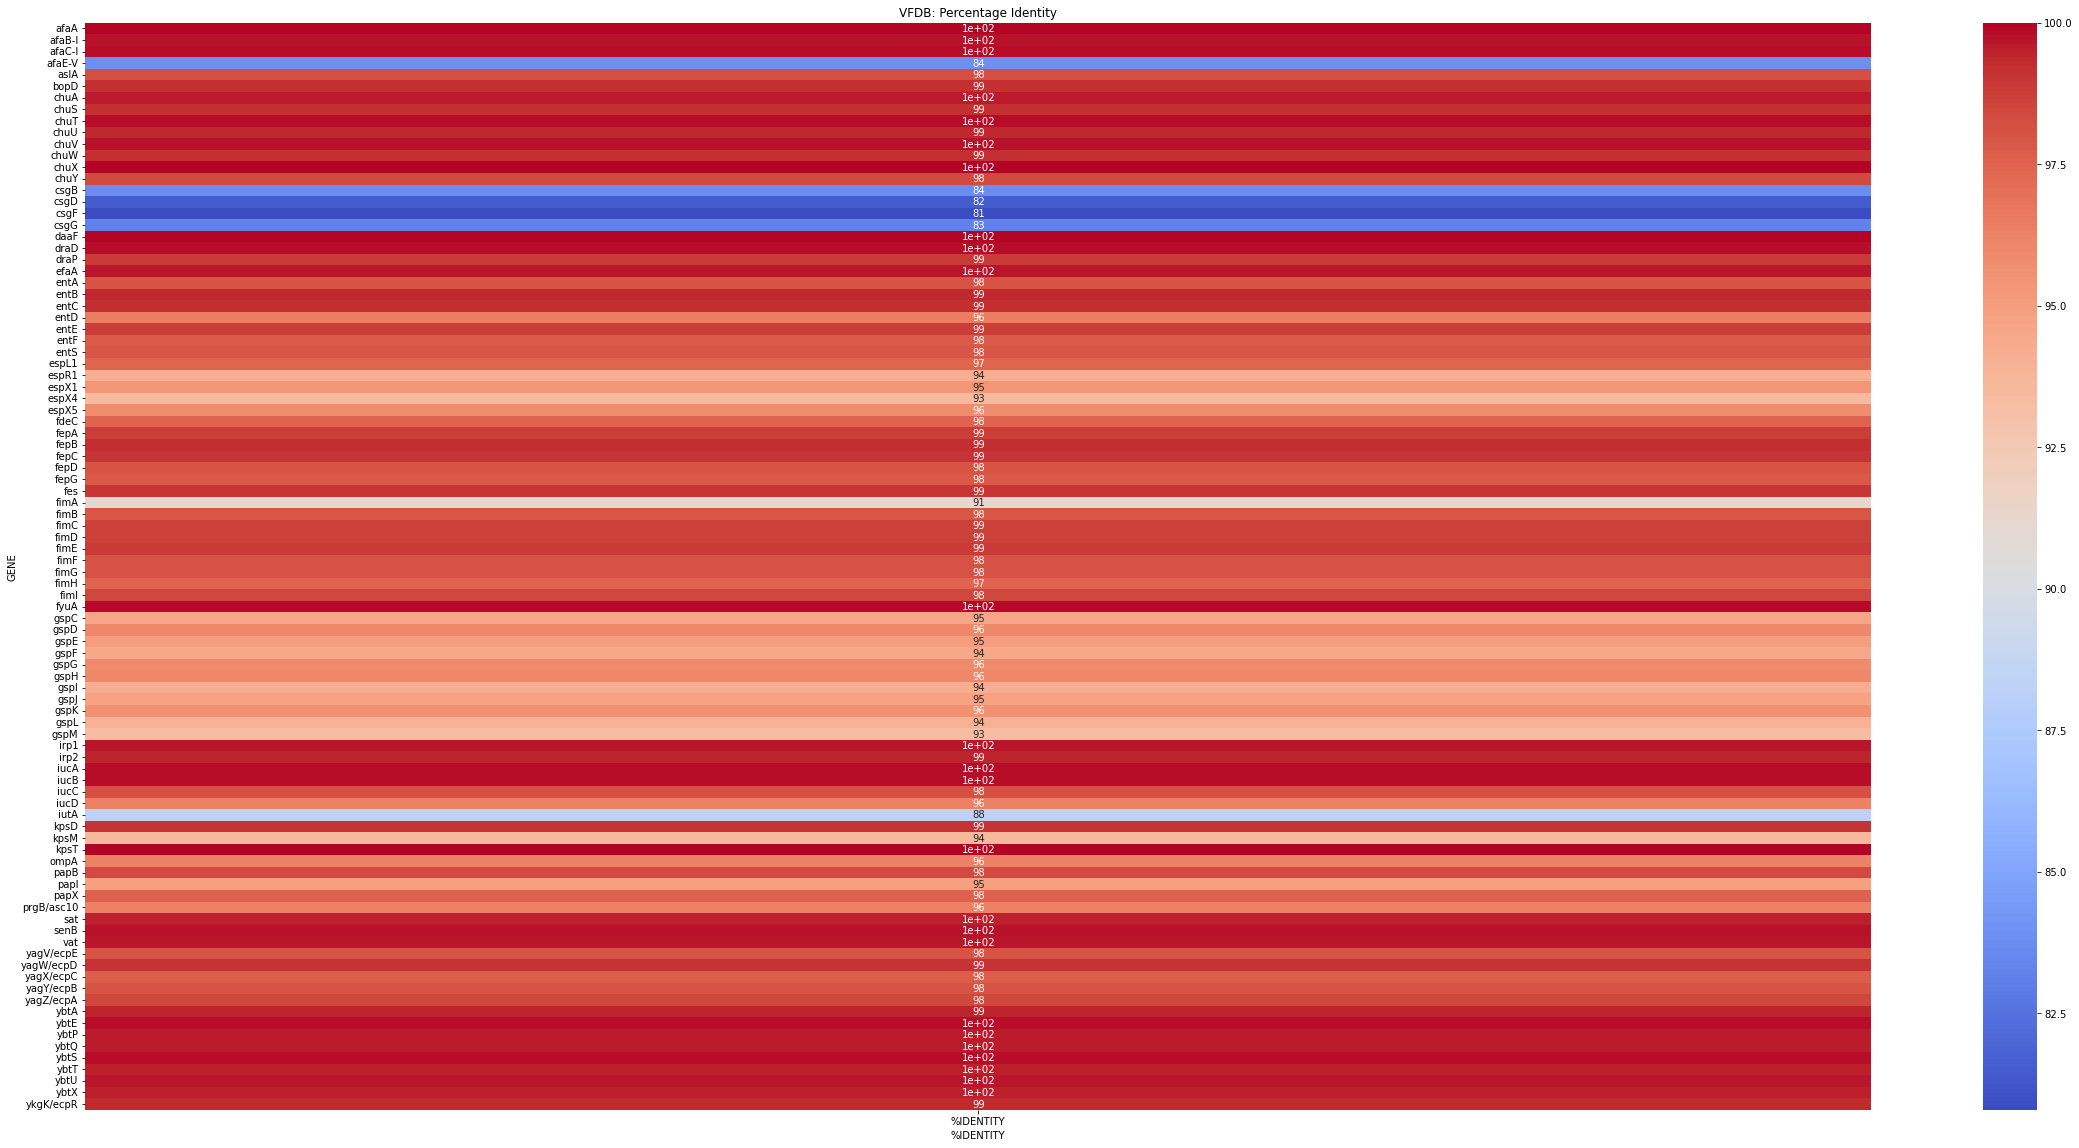 VFDB: Percentage Identity
GENE
afaA 1e+02
afaB-I 1e+02
afaC-I 1e+02
afaE-V 84
aslA 98
bopD 99
chuA 1e+02
chuS 99
chuT 1e+02
chuU 99
chuV 1e+02
chuW 99
chuX 1e+02
chuY 98
csgB 84
csgD 82
csgF 81
csgG 83
daaF 1e+02
draD 1e+02
draP 99
efaA 1e+02
entA 98
entB 99
entC 99
entD 96
entE 99
entF 98
entS 98
espL1 97
espR1 94
espX1 95
espX4 93
espX5 96
fdeC 98
fepA 99
fepB 99
fepC 99
fepD 98
fepG 98
fes 99
fimA 91
fimB 98
fimC 99
fimD 99
fimE 99
fimF 98
fimG 98
fimH 97
fimI 98
fyuA 1e+02
gspC 95
gspD 96
gspE 95
gspF 94
gspG 96
gspH 96
gspI 94
gspJ 95
gspK 96
gspL 94
gspM 93
irp1 1e+02
irp2 99
iucA 1e+02
iucB 1e+02
iucC 98
iucD 96
iutA 88
kpsD 99
kpsM 94
kpsT 1e+02
ompA 96
papB 98
papI 95
papX 98
prgB/asc10 96
sat 1e+02
senB 1e+02
vat 1e+02
yagV/ecpE 98
yagW/ecpD 99
yagX/ecpC 98
yagY/ecpB 98
yagZ/ecpA 98
ybtA 99
ybtE 1e+02
ybtP 1e+02
ybtQ 1e+02
ybtS 1e+02
ybtT 1e+02
ybtU 1e+02
ybtX 1e+02
ykgK/ecpR 99
%IDENTITY
%IDENTITY
100.0
97.5
95.0
92.5
90.0
87.5
85.0
82.5